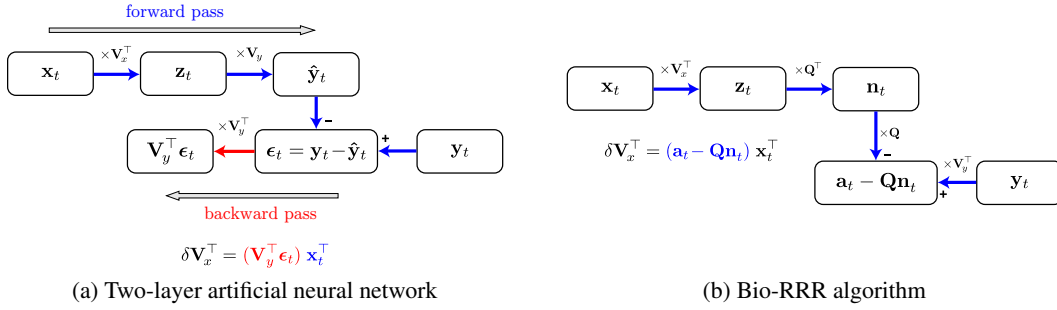 forward pass
×V_x^⊤
×V_y
x_t
z_t
ŷ_t
−
×V_y^⊤
+
V_y^⊤ ϵ_t
ϵ_t = y_t − ŷ_t
y_t
backward pass
δV_x^⊤ = (V_y^⊤ ϵ_t) x_t^⊤
(a) Two-layer artificial neural network
×V_x^⊤
×Q^⊤
x_t
z_t
n_t
×Q
δV_x^⊤ = (a_t − Qn_t) x_t^⊤
−
×V_y^⊤
a_t − Qn_t
+
y_t
(b) Bio-RRR algorithm